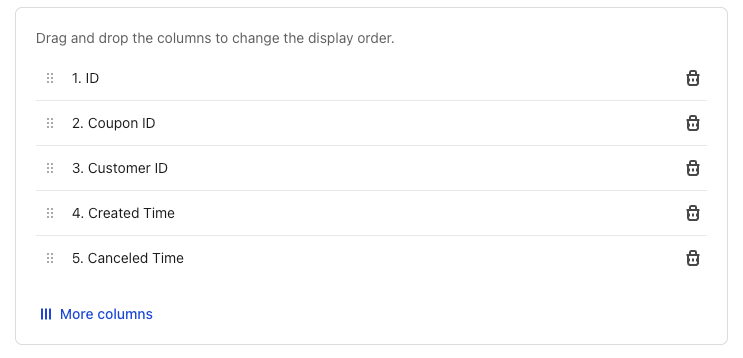 Drag and drop the columns to change the display order.
1. ID
2. Coupon ID
3. Customer ID
4. Created Time
5. Canceled Time
More columns